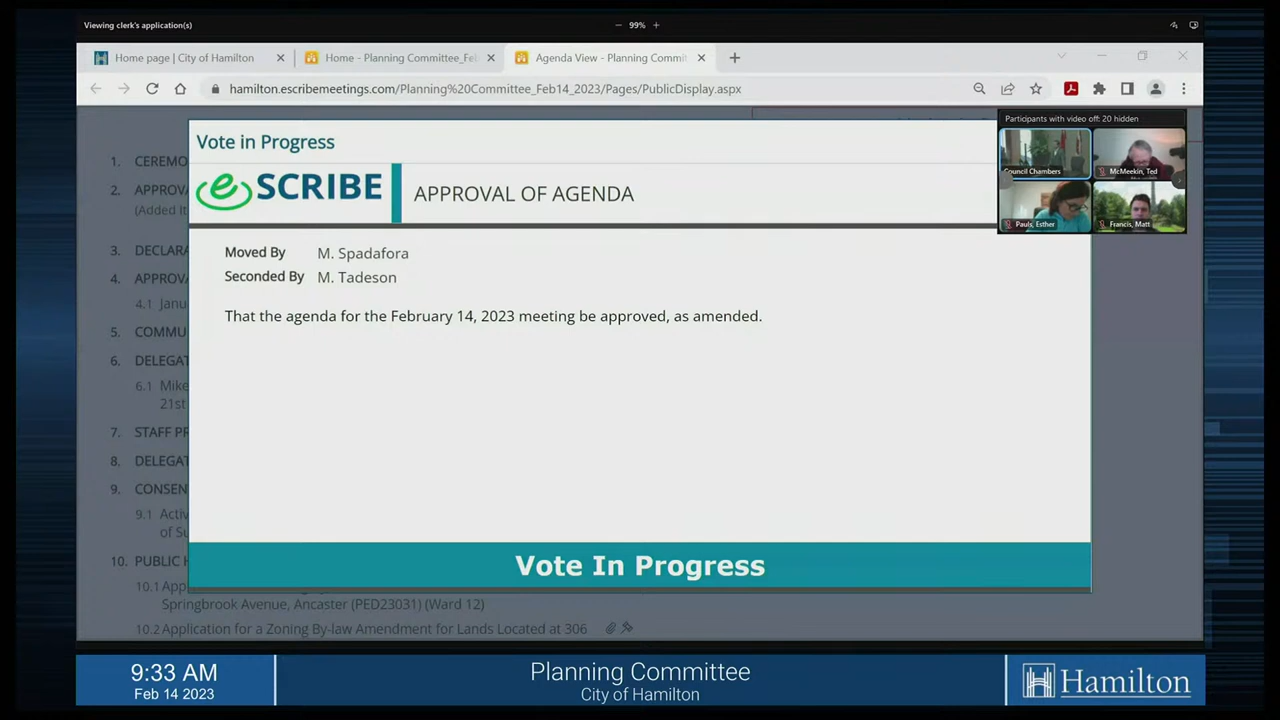 Viewing clerk's application(s)
99%
Home page | City of Hamilton
Home - Planning Committee_Fe
Agenda View - Planning Commit
hamilton.escribemeetings.com/Planning%20Committee_Feb14_2023/Pages/PublicDisplay.aspx
Participants with video off: 20 hidden
Council Chambers
McMeekin, Ted
Pauls, Esther
Francis, Matt
Vote in Progress
eSCRIBE
APPROVAL OF AGENDA
Moved By M. Spadafora
Seconded By M. Tadeson
That the agenda for the February 14, 2023 meeting be approved, as amended.
1. CEREMO
2. APPROVA
(Added It
3. DECLARA
4. APPROVA
4.1 Janu
5. COMMU
6. DELEGAT
6.1 Mike
21st
7. STAFF PR
8. DELEGAT
9. CONSEN
9.1 Activ
of Su
10. PUBLIC H
10.1 App
Springbrook Avenue, Ancaster (PED23031) (Ward 12)
10.2 Application for a Zoning By-law Amendment for Lands Located at 306
Vote In Progress
9:33 AM
Feb 14 2023
Planning Committee
City of Hamilton
Hamilton